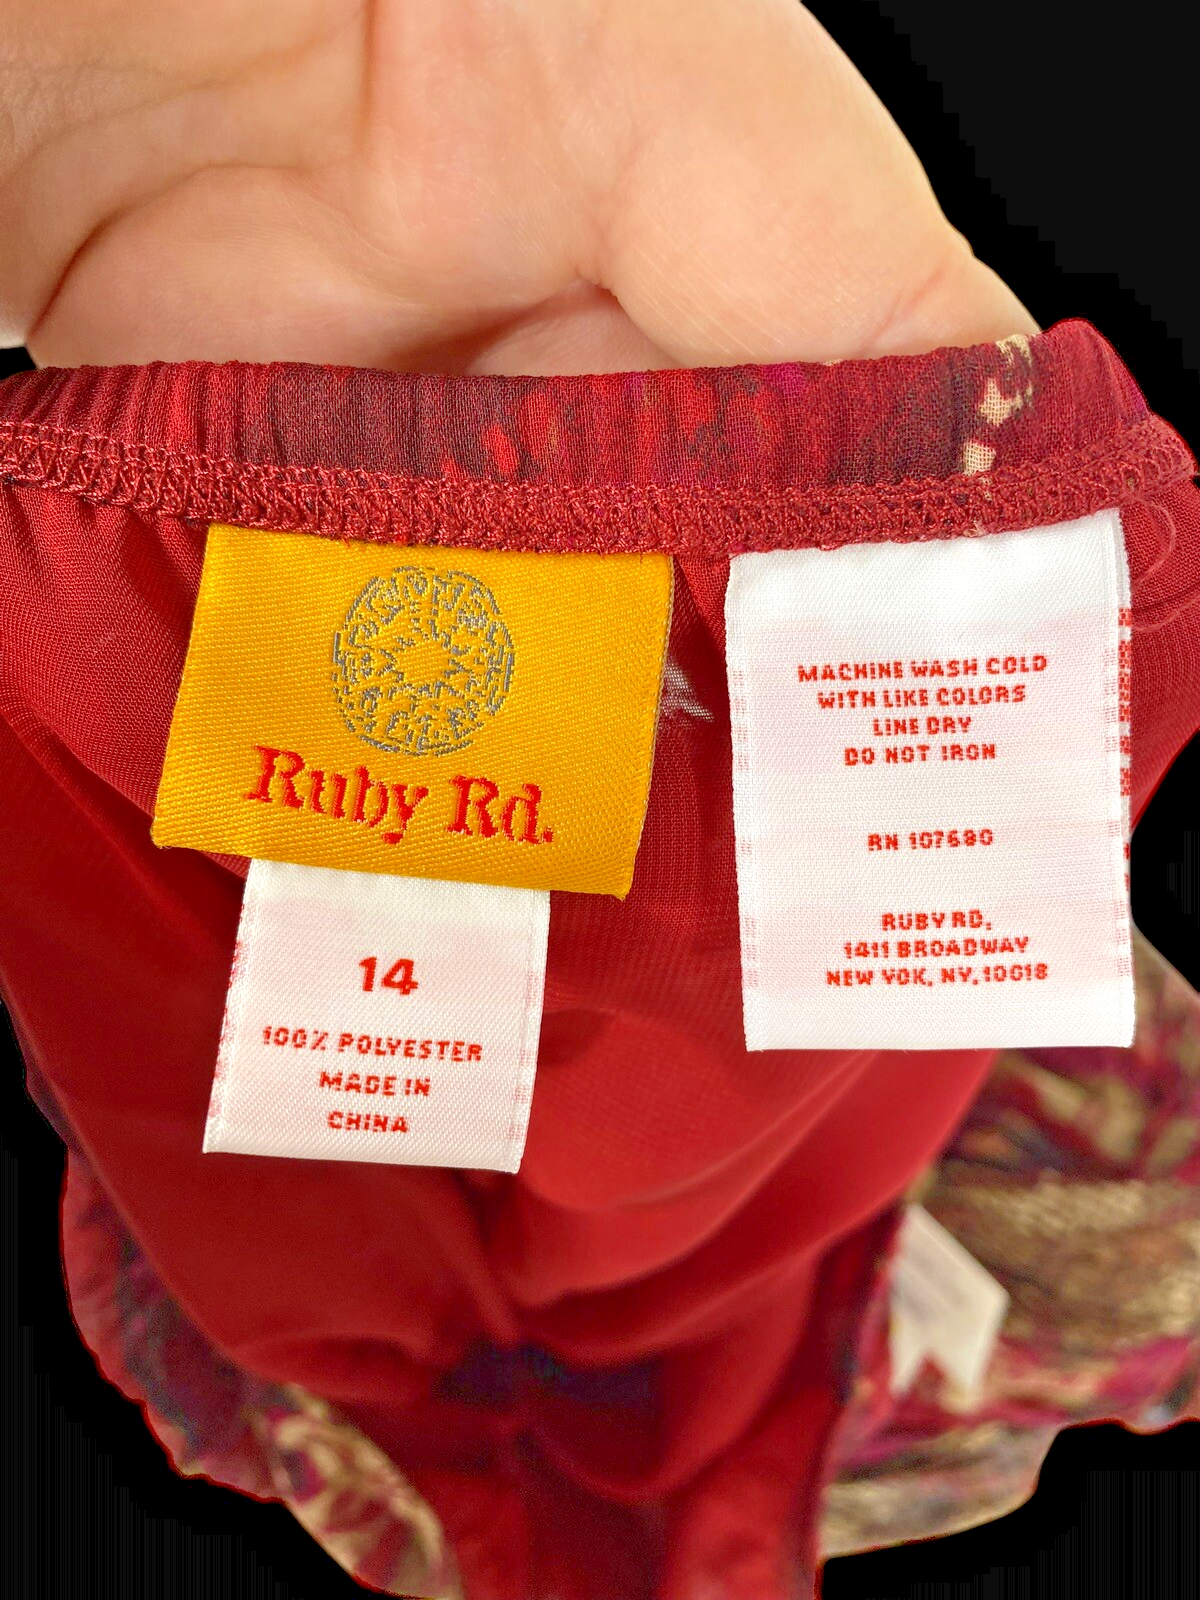 Ruby Rd.
14
100% POLYESTER
MADE IN
CHINA
MACHINE WASH COLD
WITH LIKE COLORS
LINE DRY
DO NOT IRON
RN 107680
RUBY RD,
1411 BROADWAY
NEW YOK, NY,10018